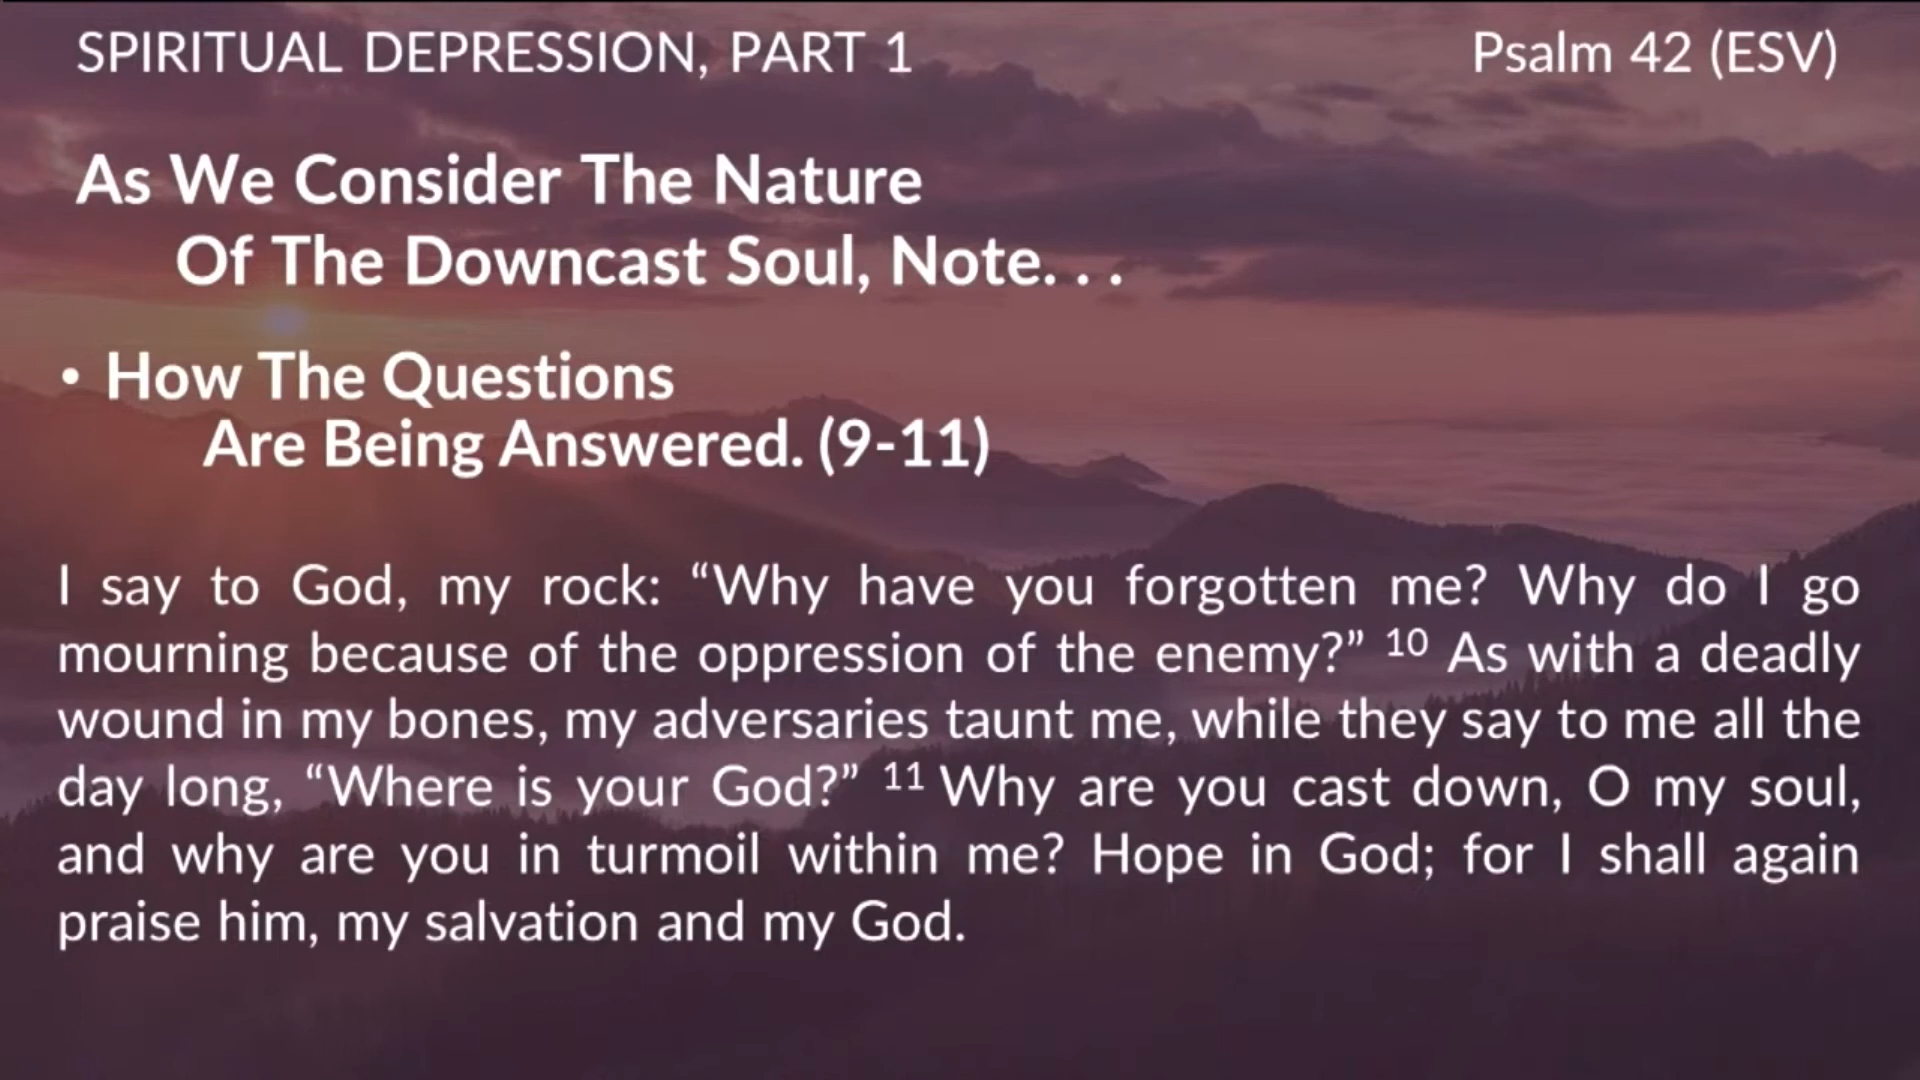 SPIRITUAL DEPRESSION, PART 1
Psalm 42 (ESV)
As We Consider The Nature
Of The Downcast Soul, Note. . .
• How The Questions
Are Being Answered. (9-11)
I say to God, my rock: “Why have you forgotten me? Why do I go
mourning because of the oppression of the enemy?” 10 As with a deadly
wound in my bones, my adversaries taunt me, while they say to me all the
day long, “Where is your God?” 11 Why are you cast down, O my soul,
and why are you in turmoil within me? Hope in God; for I shall again
praise him, my salvation and my God.